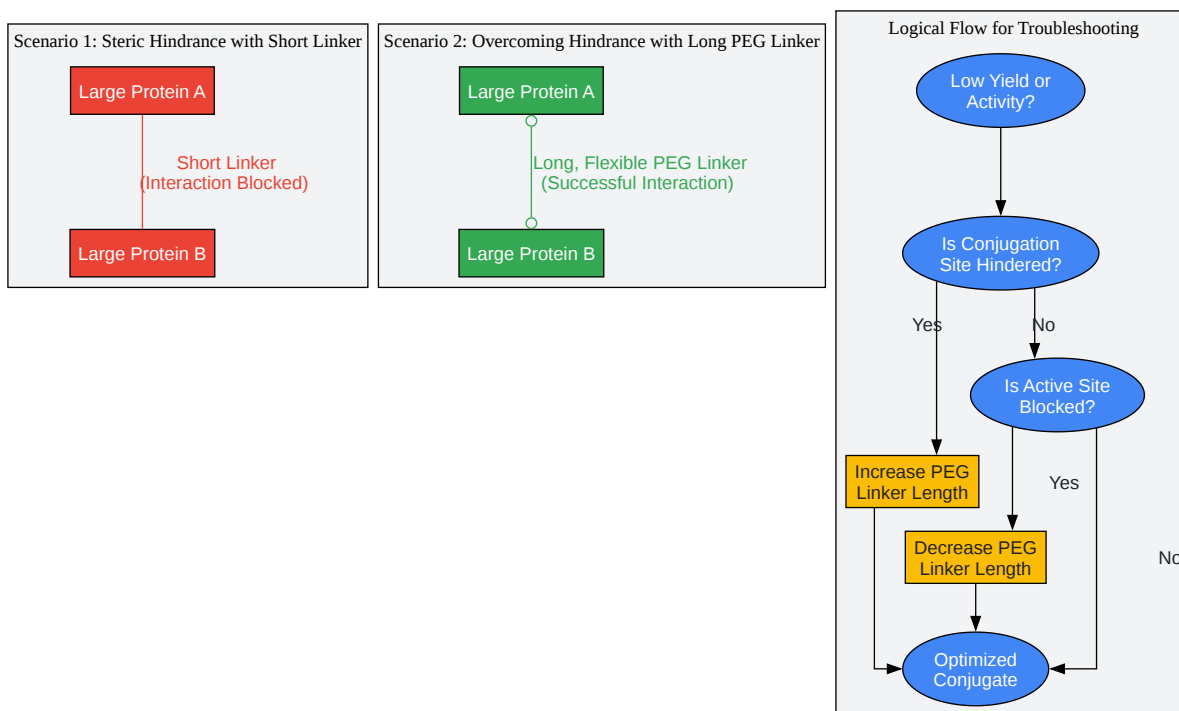 Scenario 1: Steric Hindrance with Short Linker
Large Protein A
Short Linker
(Interaction Blocked)
Large Protein B
Scenario 2: Overcoming Hindrance with Long PEG Linker
Large Protein A
Long, Flexible PEG Linker
(Successful Interaction)
Large Protein B
Logical Flow for Troubleshooting
Low Yield or
Activity?
Is Conjugation
Site Hindered?
Yes
No
Is Active Site
Blocked?
Increase PEG
Linker Length
Yes
Decrease PEG
Linker Length
No
Optimized
Conjugate